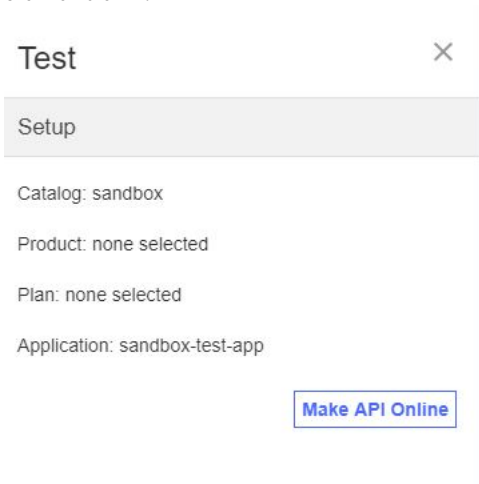 Test
Setup
Catalog: sandbox
Product: none selected
Plan: none selected
Application: sandbox-test-app
Make API Online